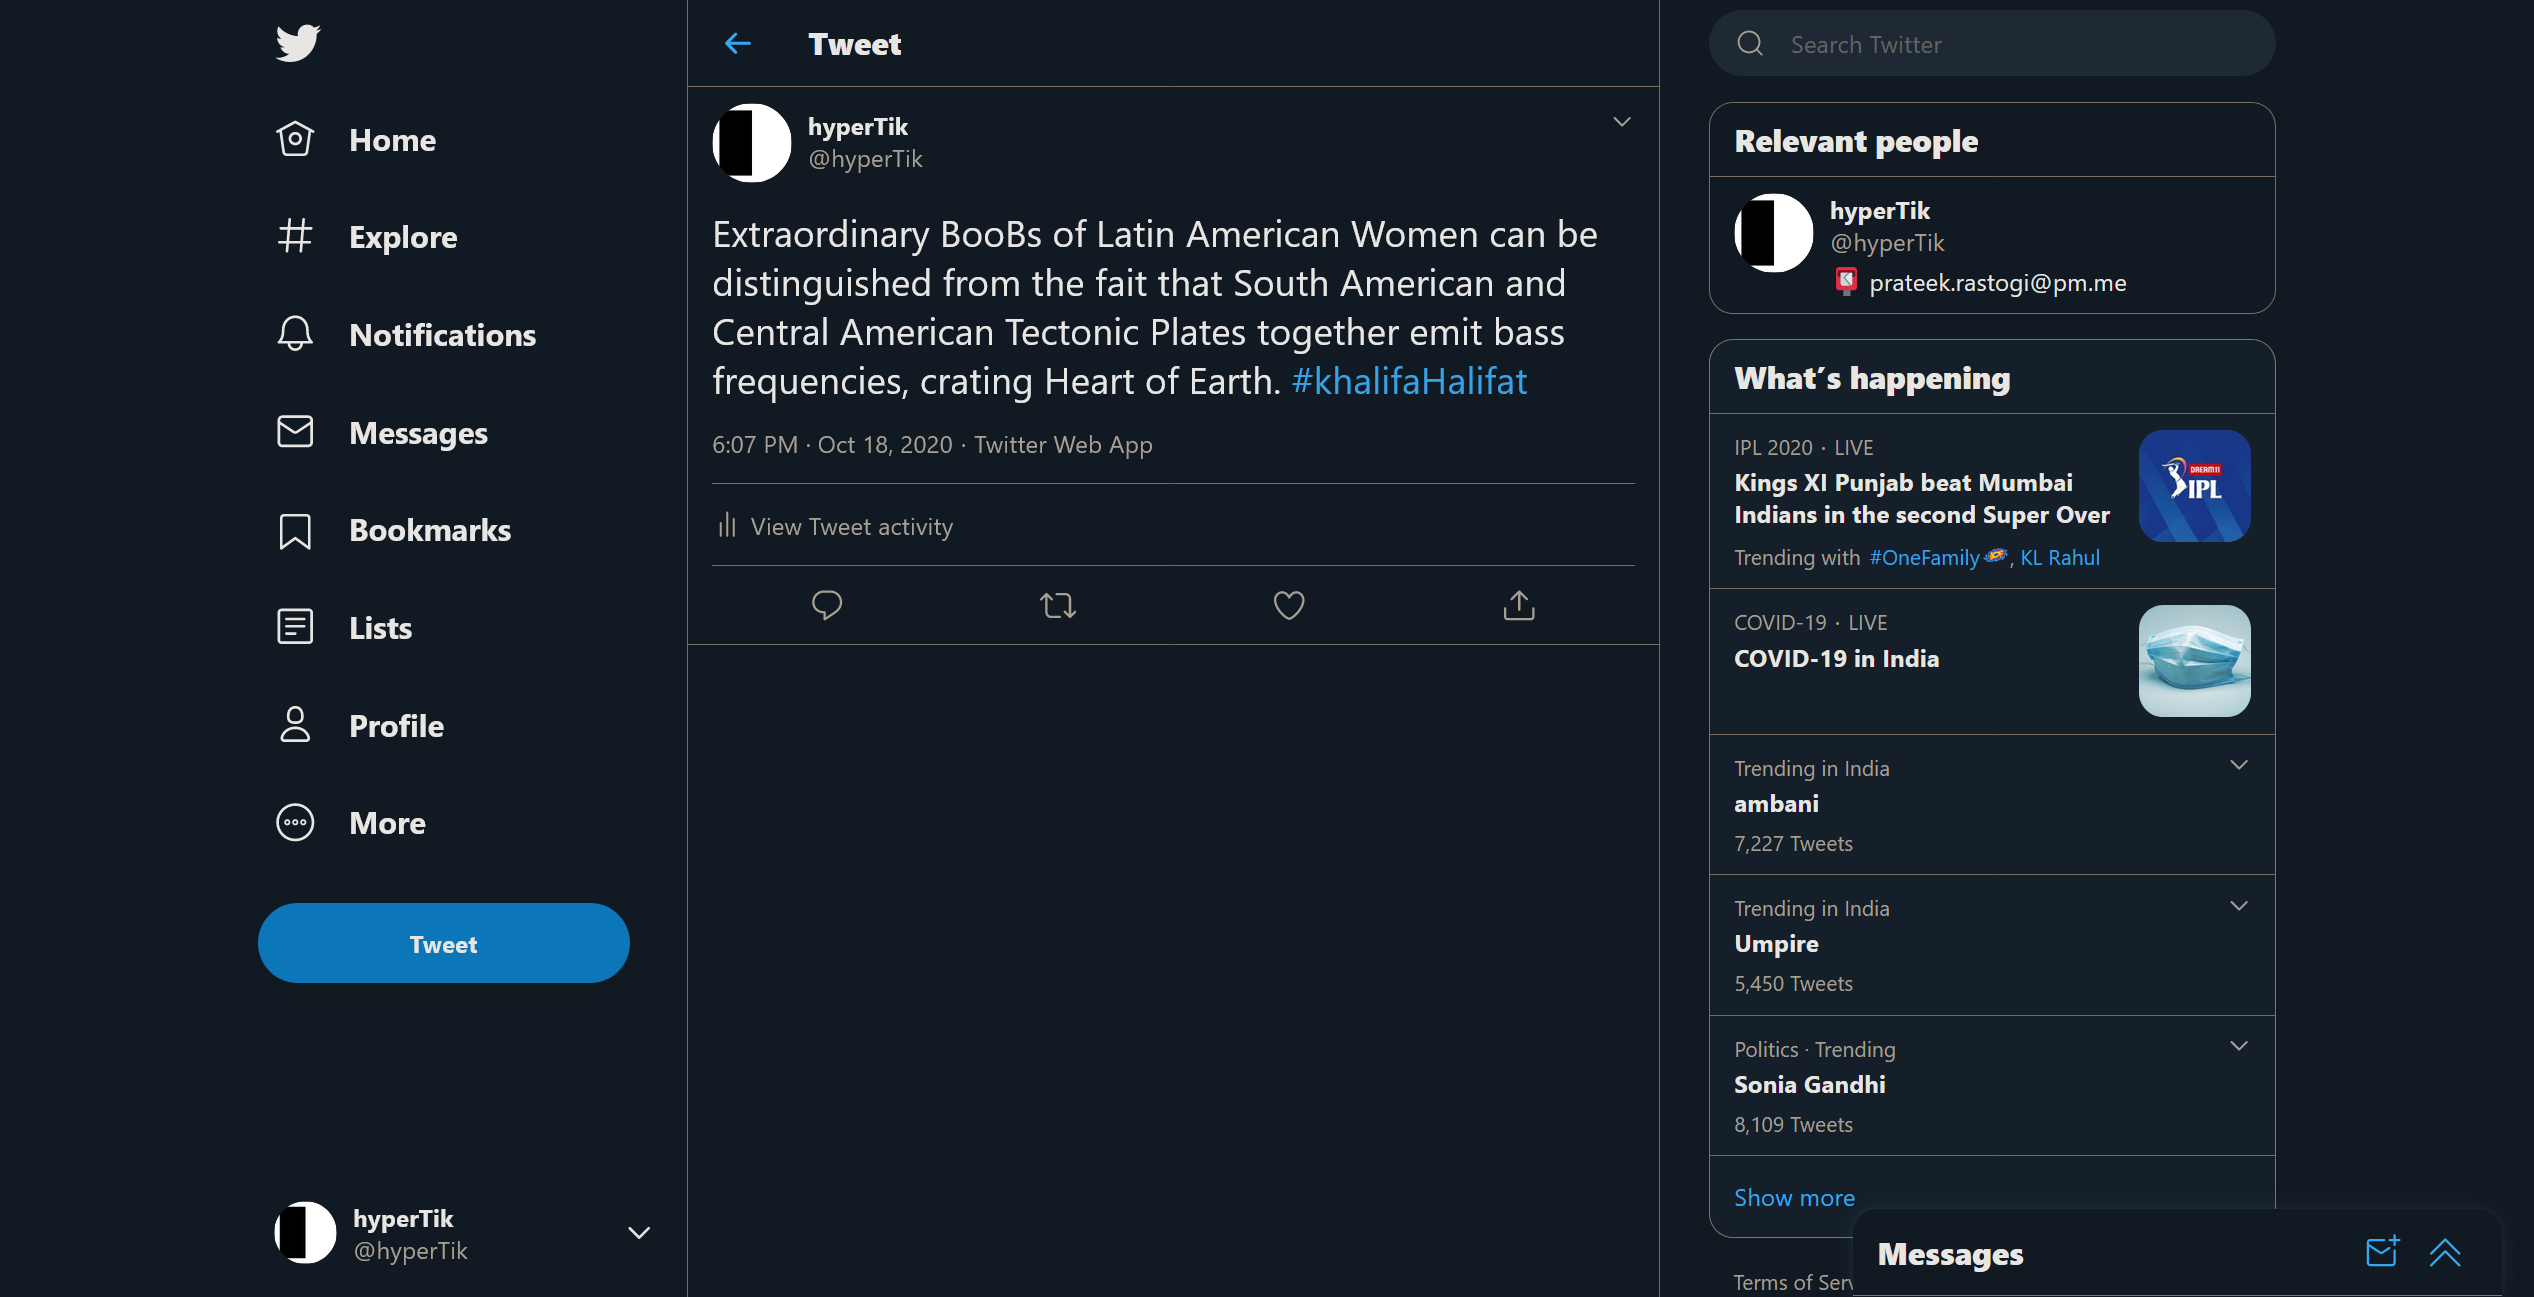 Home
Explore
Notifications
Messages
Bookmarks
Lists
Profile
More
Tweet
hyperTik
@hyperTik
Tweet
hyperTik
@hyperTik
Extraordinary BooBs of Latin American Women can be
distinguished from the fait that South American and
Central American Tectonic Plates together emit bass
frequencies, crating Heart of Earth. #khalifaHalifat
6:07 PM · Oct 18, 2020 · Twitter Web App
View Tweet activity
Search Twitter
Relevant people
hyperTik
@hyperTik
prateek.rastogi@pm.me
What's happening
IPL 2020 · LIVE
Kings XI Punjab beat Mumbai
Indians in the second Super Over
Trending with #OneFamily, KL Rahul
DREAM11
IPL
COVID-19 · LIVE
COVID-19 in India
Trending in India
ambani
7,227 Tweets
Trending in India
Umpire
5,450 Tweets
Politics · Trending
Sonia Gandhi
8,109 Tweets
Show more
Terms of Serv
Messages